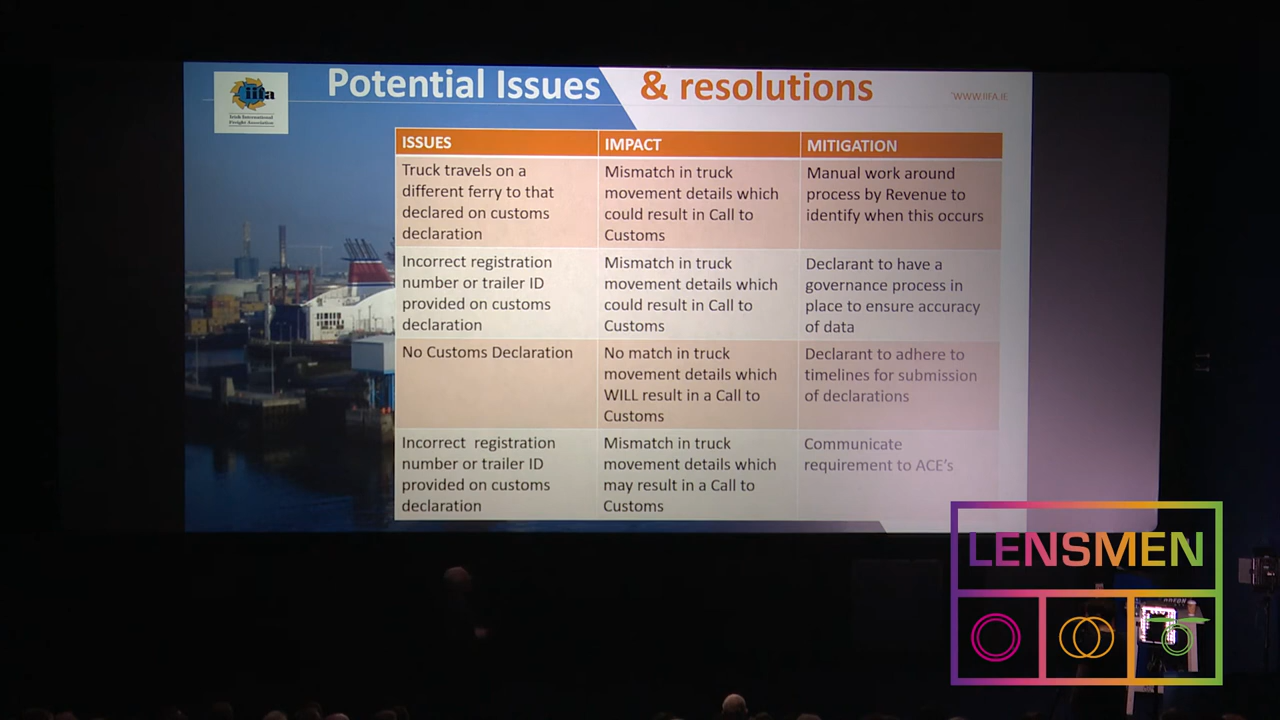 Potential Issues & resolutions
iifa
Irish International
Freight Association
WWW.IIFA.IE
ISSUES
IMPACT
MITIGATION
Truck travels on a
different ferry to that
declared on customs
declaration
Mismatch in truck
movement details which
could result in Call to
Customs
Manual work around
process by Revenue to
identify when this occurs
Incorrect registration
number or trailer ID
provided on customs
declaration
Mismatch in truck
movement details which
could result in Call to
Customs
Declarant to have a
governance process in
place to ensure accuracy
of data
No Customs Declaration
No match in truck
movement details which
WILL result in a Call to
Customs
Declarant to adhere to
timelines for submission
of declarations
Incorrect registration
number or trailer ID
provided on customs
declaration
Mismatch in truck
movement details which
may result in a Call to
Customs
Communicate
requirement to ACE's
LENSMEN